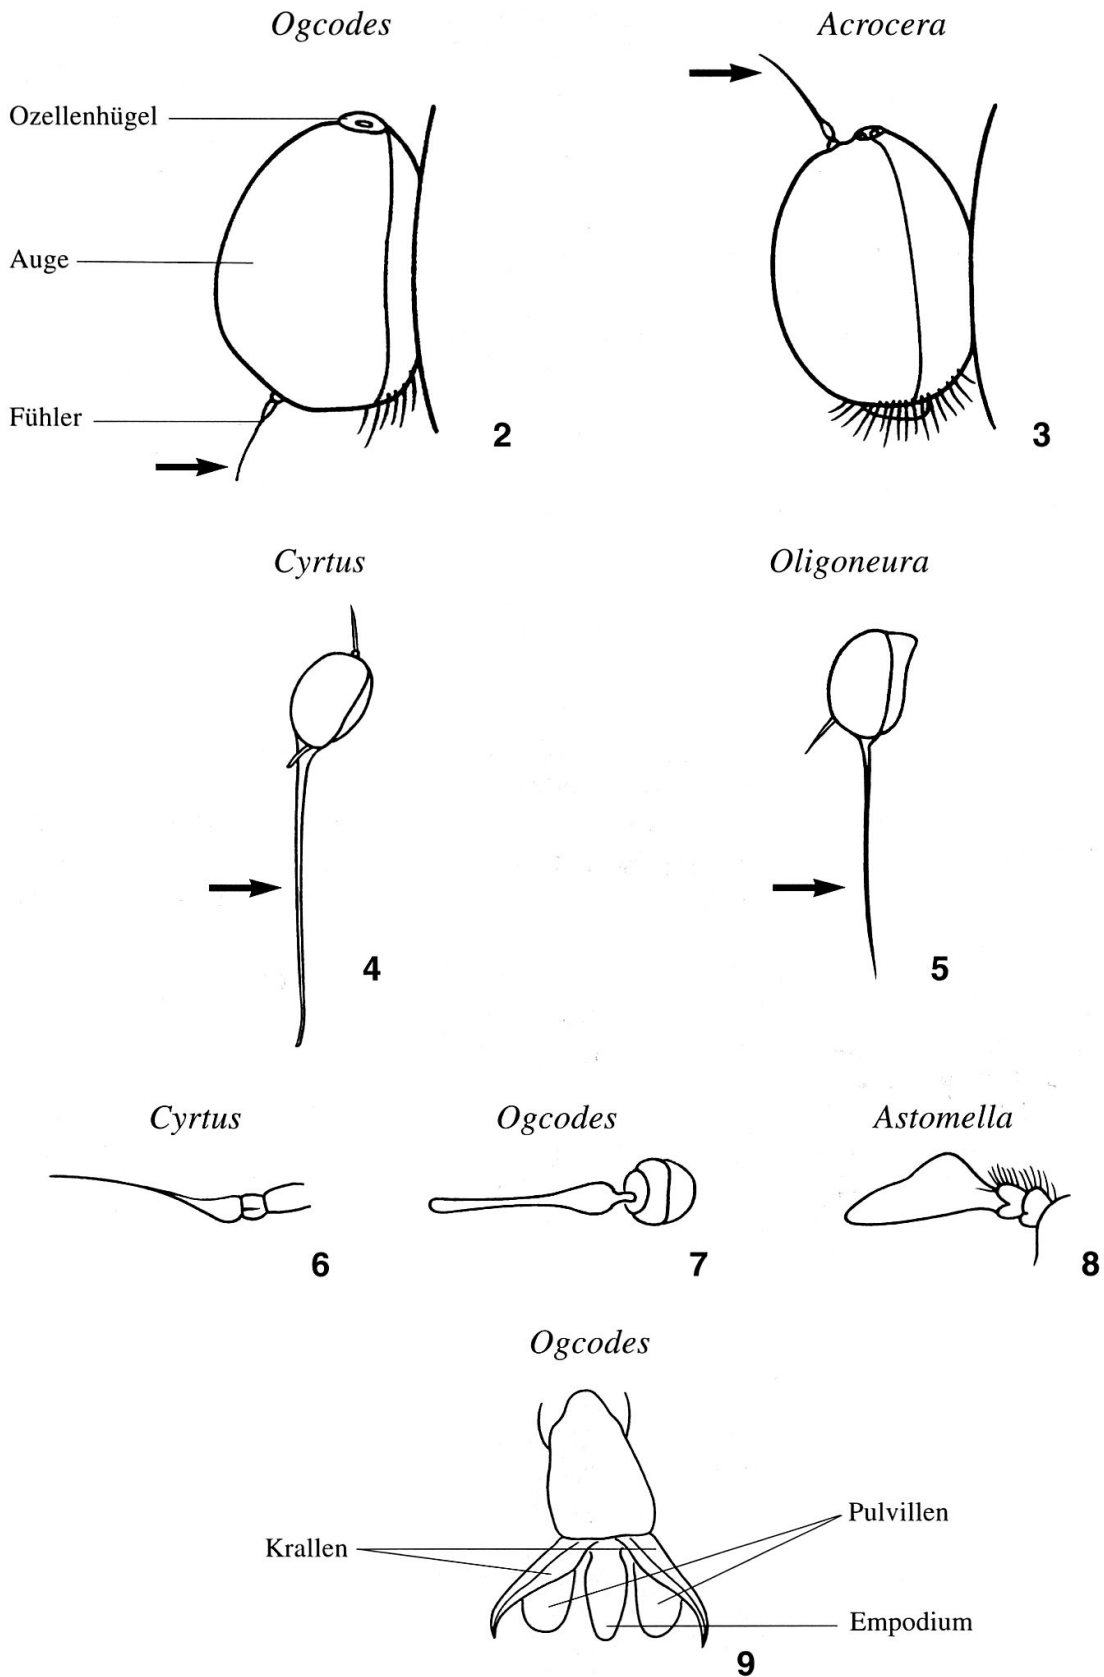 Ogcodes
Acrocera
Ozellenhügel
Auge
Fühler
2
3
Cyrtus
Oligoneura
4
5
Cyrtus
Ogcodes
Astomella
6
7
8
Ogcodes
Krallen
Pulvillen
Empodium
9